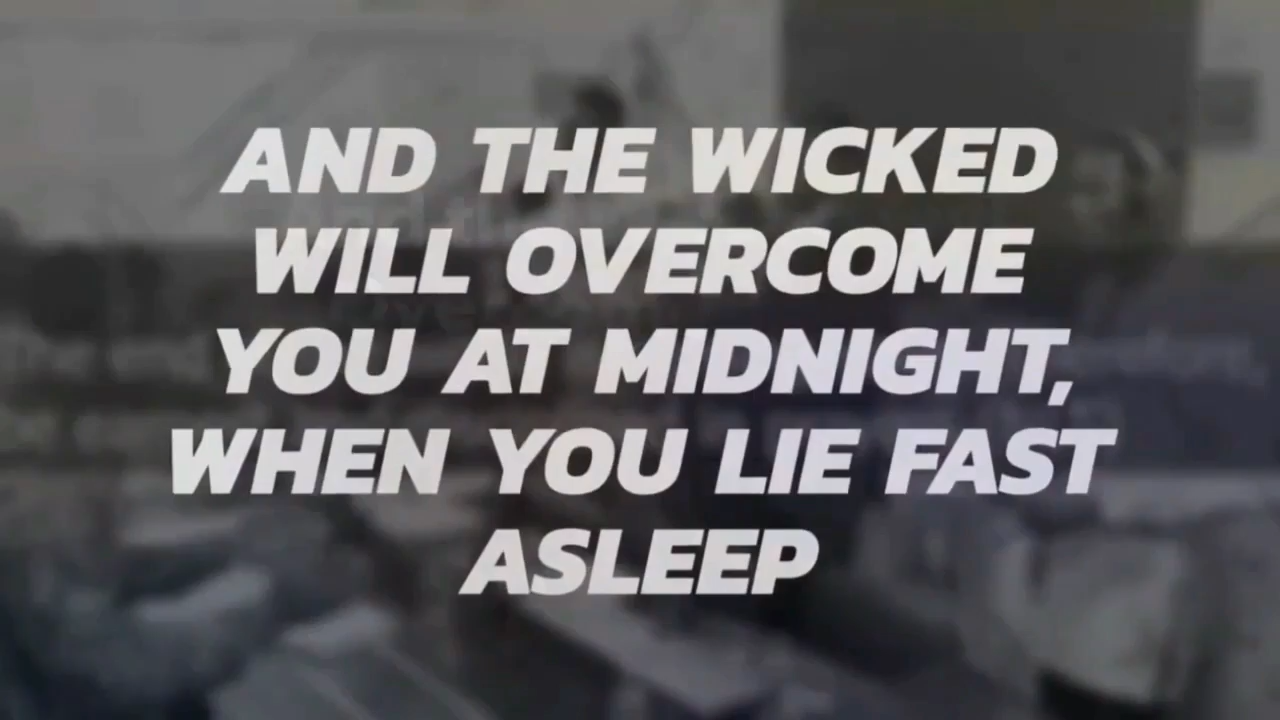 AND THE WICKED
WILL OVERCOME
YOU AT MIDNIGHT,
WHEN YOU LIE FAST
ASLEEP